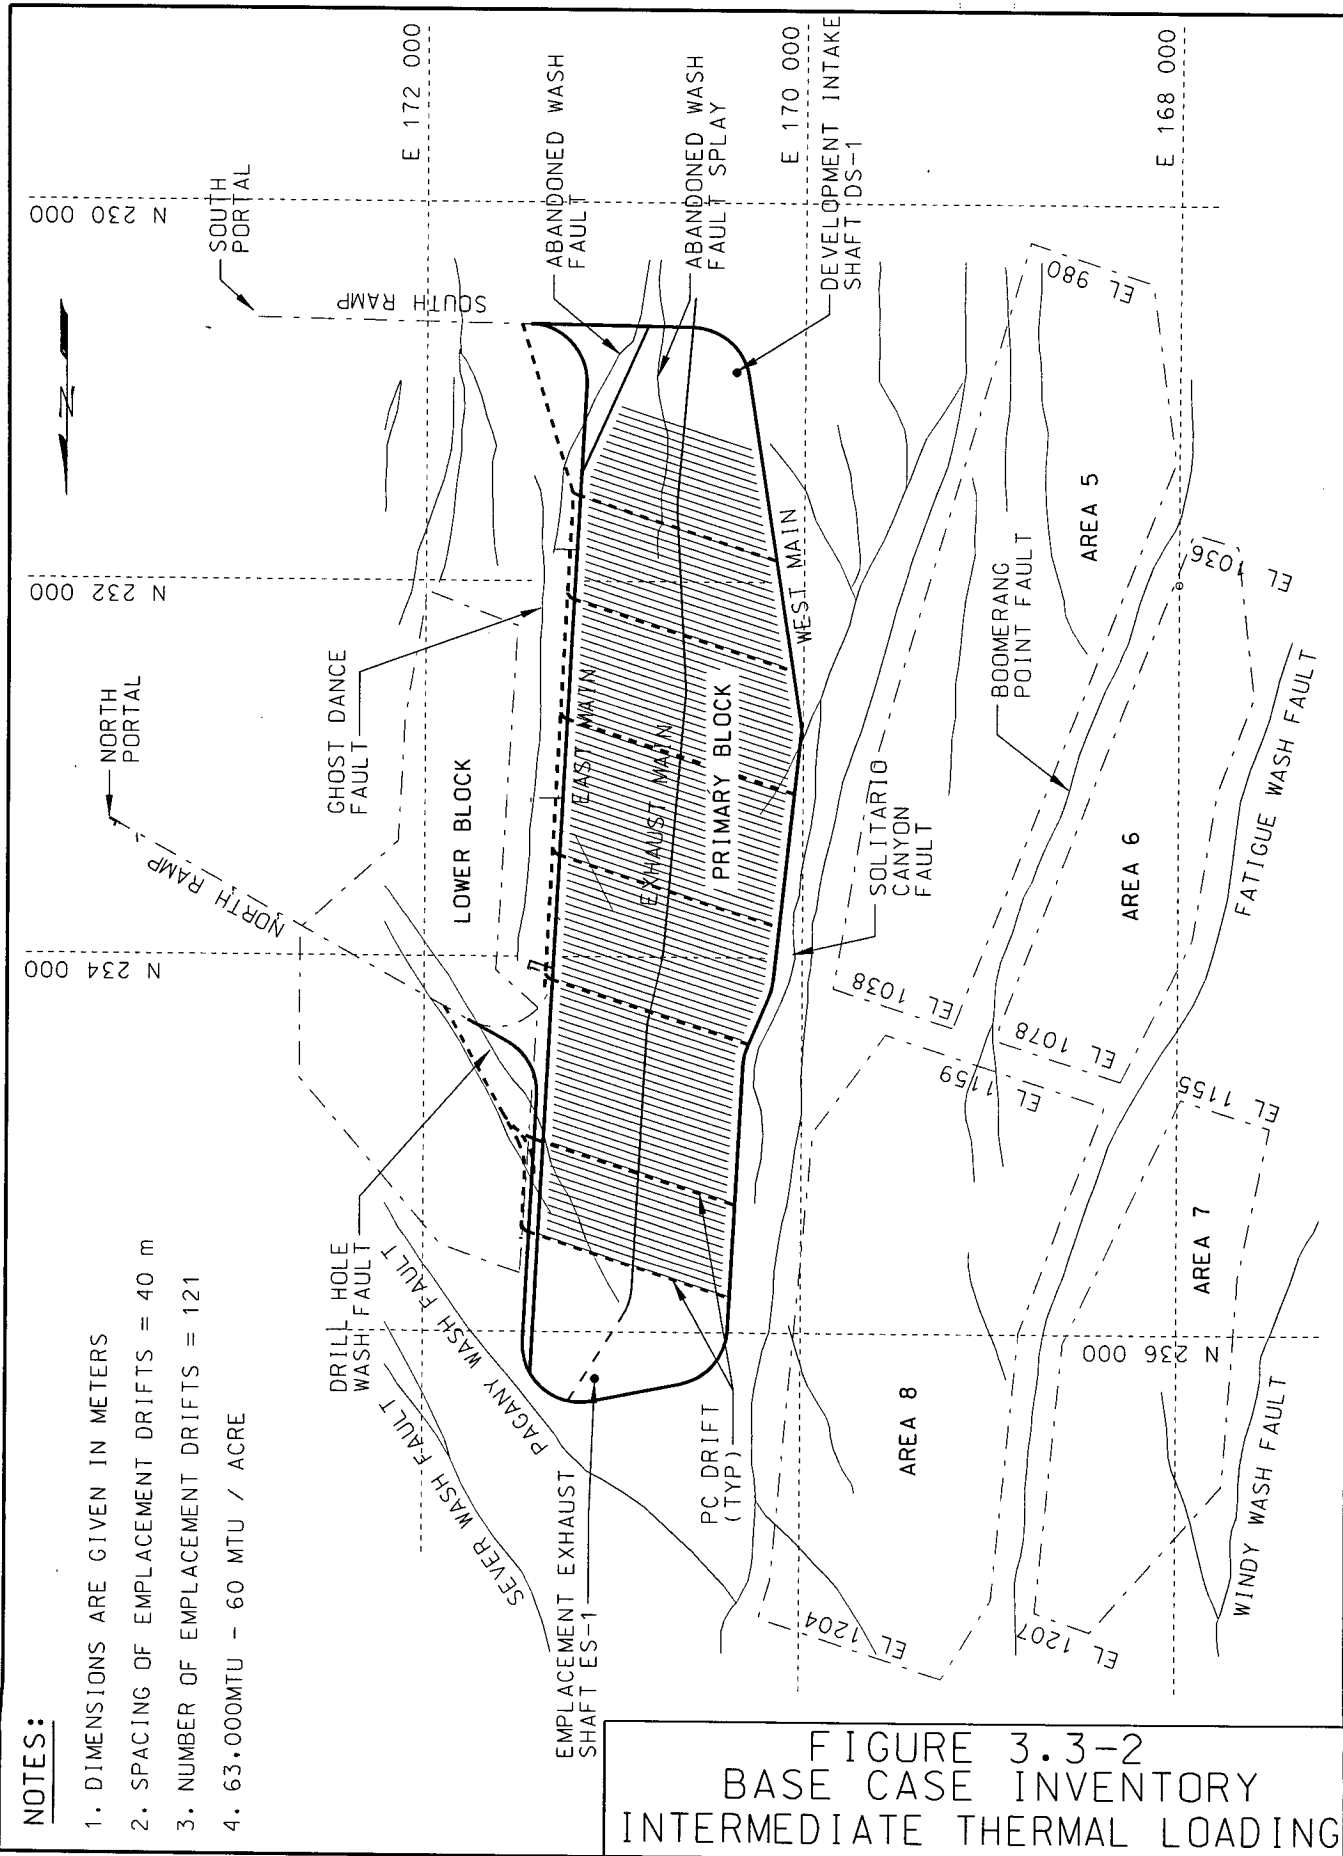 NOTES:
1. DIMENSIONS ARE GIVEN IN METERS
2. SPACING OF EMPLACEMENT DRIFTS = 40 m
3. NUMBER OF EMPLACEMENT DRIFTS = 121
4. 63,000MTU - 60 MTU / ACRE
N
N 230 000
N 232 000
N 234 000
N 236 000
E 172 000
E 170 000
E 168 000
SOUTH
PORTAL
SOUTH RAMP
NORTH
PORTAL
NORTH RAMP
ABANDONED WASH
FAULT
ABANDONED WASH
FAULT SPLAY
DEVELOPMENT INTAKE
SHAFT DS-1
GHOST DANCE
FAULT
LOWER BLOCK
EAST MAIN
EXHAUST MAIN
PRIMARY BLOCK
WEST MAIN
SOLITARIO
CANYON
FAULT
BOOMERANG
POINT FAULT
DRILL HOLE
WASH FAULT
PAGANY WASH FAULT
SEVER WASH FAULT
EMPLACEMENT EXHAUST
SHAFT ES-1
PC DRIFT
(TYP)
AREA 5
AREA 6
AREA 7
AREA 8
EL 980
EL 1036
EL 1038
EL 1078
EL 1159
EL 1155
EL 1204
EL 1207
FATIGUE WASH FAULT
WINDY WASH FAULT
FIGURE 3.3-2
BASE CASE INVENTORY
INTERMEDIATE THERMAL LOADING